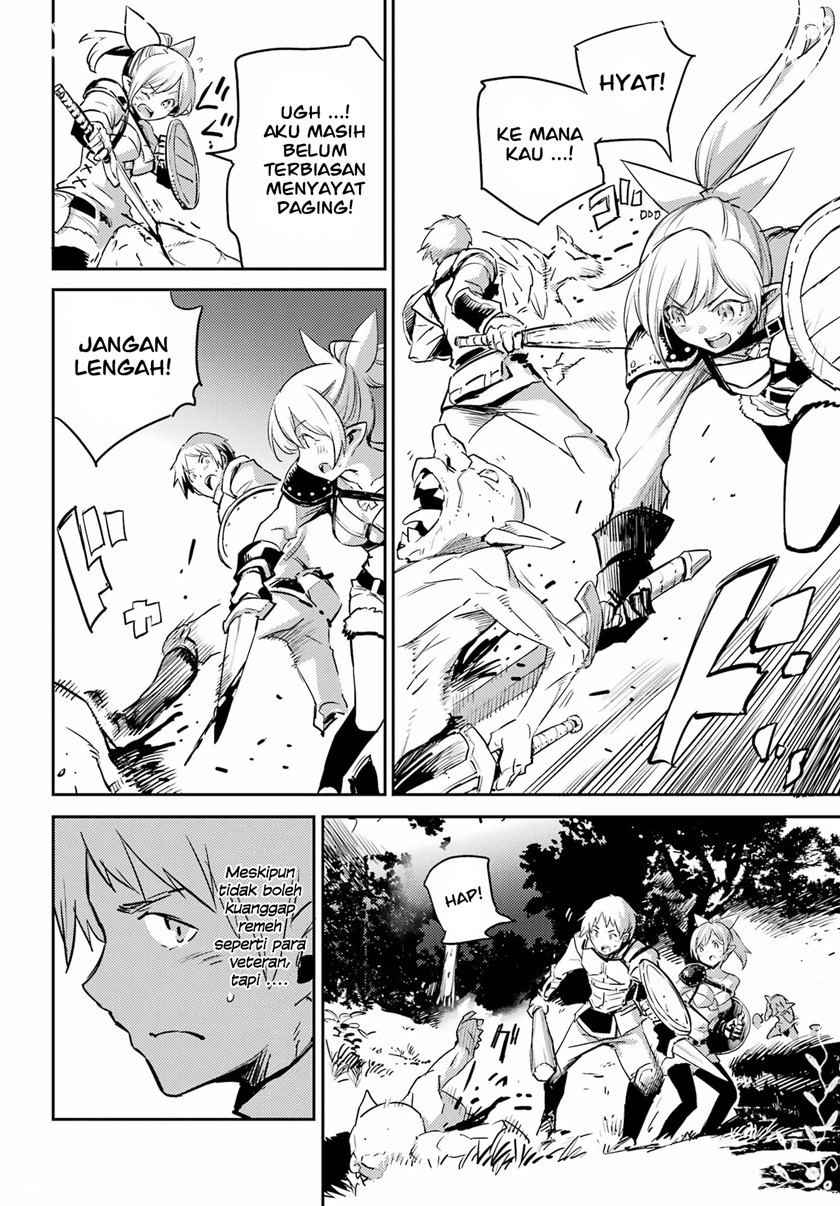 HYAT!
KE MANA
KAU ...!
UGH ...!
AKU MASIH
BELUM
TERBIASAN
MENYAYAT
DAGING!
JANGAN
LENGAH!
HAP!
Meskipun
tidak boleh
kuanggap
remeh
seperti para
veteran,
tapi ....